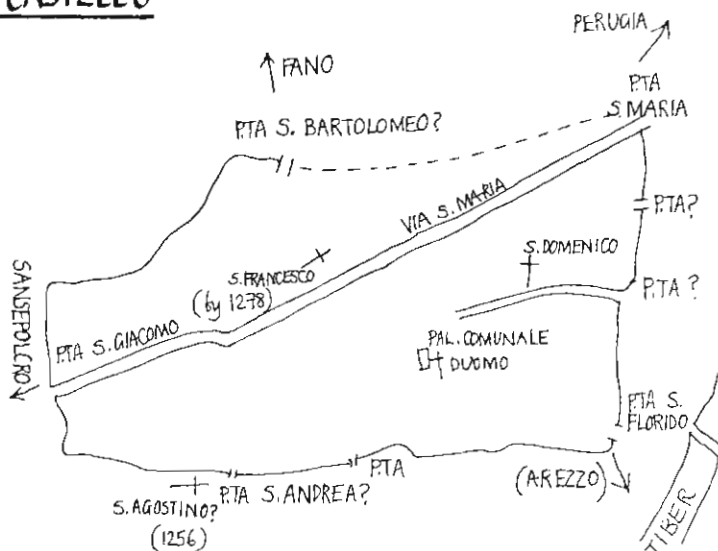 CASTELLO
PERUGIA
FANO
P.TA
S. MARIA
P.TA S. BARTOLOMEO?
VIA S. MARIA
P.TA?
S. DOMENICO
S. FRANCESCO
(by 1278)
P.TA ?
SANSEPOLCRO
P.TA S. GIACOMO
PAL. COMUNALE
DUOMO
P.TA S.
FLORIDO
P.TA
P.TA S. ANDREA?
(AREZZO)
S. AGOSTINO?
(1256)
TIBER